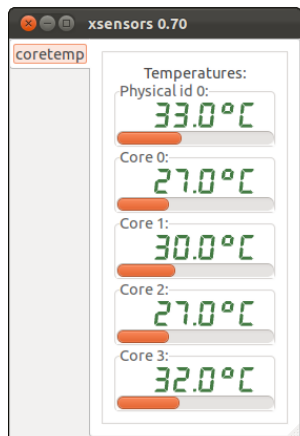 xsensors 0.70
coretemp
Temperatures:
Physical id 0:
33.0°C
Core 0:
27.0°C
Core 1:
30.0°C
Core 2:
27.0°C
Core 3:
32.0°C